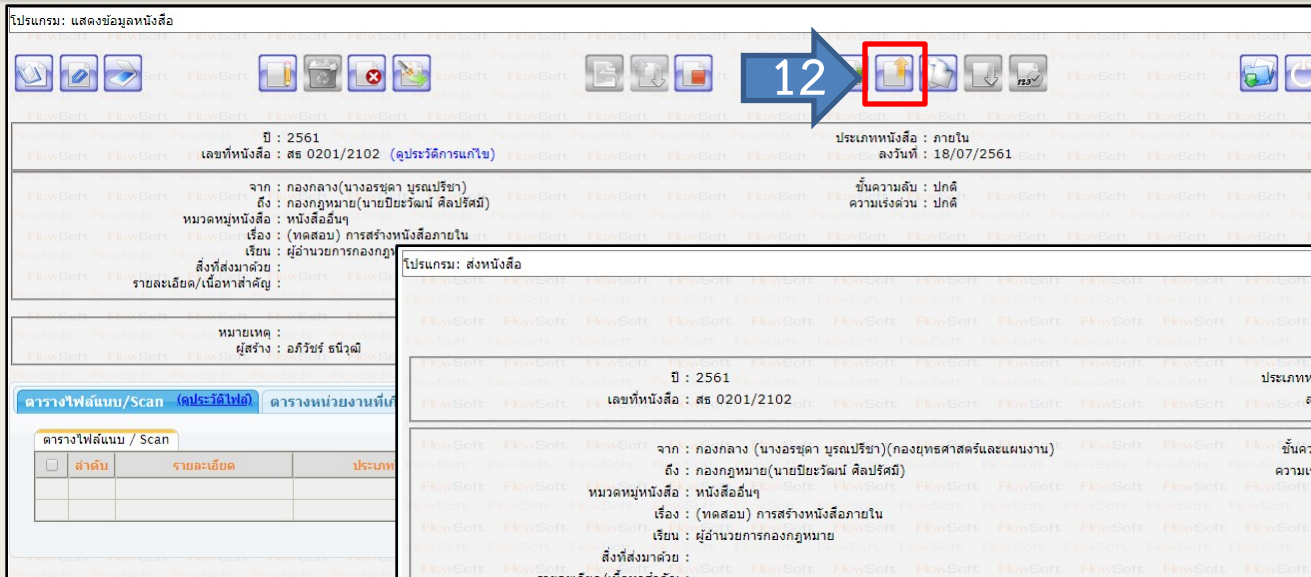 โปรแกรม: แสดงข้อมูลหนังสือ
12
ปี : 2561
ประเภทหนังสือ : ภายใน
เลขที่หนังสือ : สธ 0201/2102 (ดูประวัติการแก้ไข)
ลงวันที่ : 18/07/2561
จาก : กองกลาง(นางอรชุดา บูรณปรีชา)
ชั้นความลับ : ปกติ
ถึง : กองกฎหมาย(นายปิยะวัฒน์ ศิลปรัศมี)
ความเร่งด่วน : ปกติ
หมวดหมู่หนังสือ : หนังสืออื่นๆ
เรื่อง : (ทดสอบ) การสร้างหนังสือภายใน
เรียน : ผู้อำนวยการกองกฎห
สิ่งที่ส่งมาด้วย :
รายละเอียด/เนื้อหาสำคัญ :
หมายเหตุ :
ผู้สร้าง : อภิวัชร์ ธนีวุฒิ
ตารางไฟล์แนบ/Scan (ดูประวัติไฟล์)
ตารางหน่วยงานที่เกี
ตารางไฟล์แนบ / Scan
ลำดับ รายละเอียด ประเภท
โปรแกรม: ส่งหนังสือ
ปี : 2561
ประเภทห
เลขที่หนังสือ : สธ 0201/2102
จาก : กองกลาง (นางอรชุดา บูรณปรีชา)(กองยุทธศาสตร์และแผนงาน)
ชั้นคว
ถึง : กองกฎหมาย(นายปิยะวัฒน์ ศิลปรัศมี)
ความเร
หมวดหมู่หนังสือ : หนังสืออื่นๆ
เรื่อง : (ทดสอบ) การสร้างหนังสือภายใน
เรียน : ผู้อำนวยการกองกฎหมาย
สิ่งที่ส่งมาด้วย :